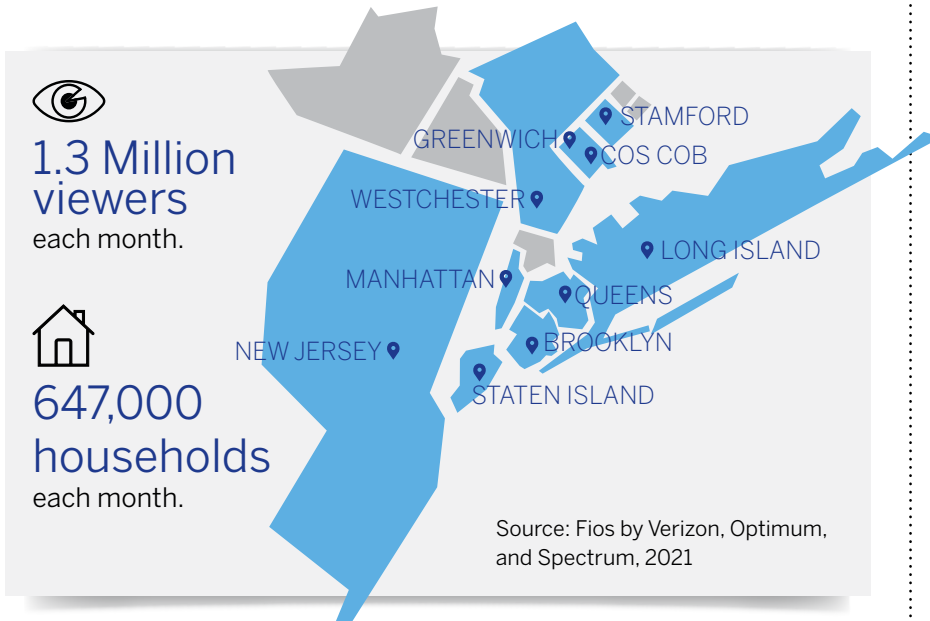 1.3 Million
viewers
each month.
647,000
households
each month.
STAMFORD
GREENWICH
COS COB
WESTCHESTER
LONG ISLAND
MANHATTAN
QUEENS
BROOKLYN
NEW JERSEY
STATEN ISLAND
Source: Fios by Verizon, Optimum,
and Spectrum, 2021